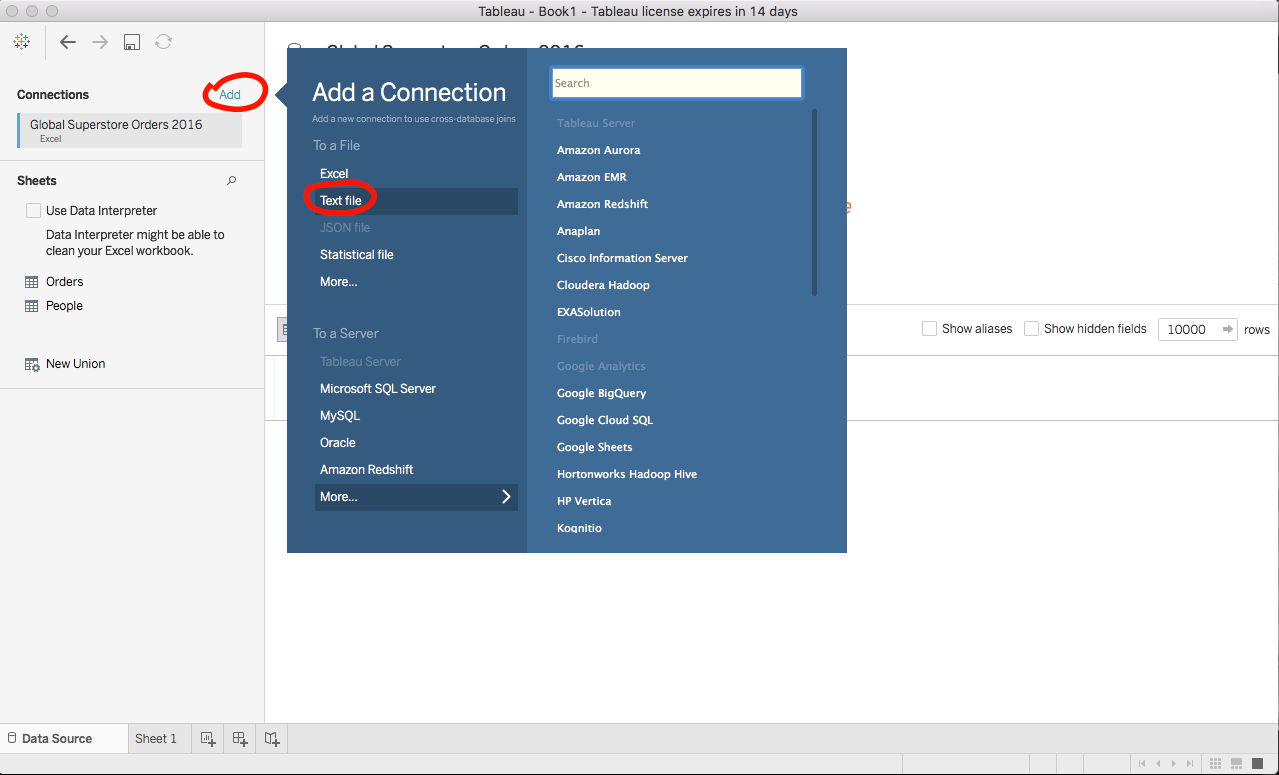 Tableau - Book1 - Tableau license expires in 14 days
Connections
Add
Global Superstore Orders 2016
Excel
Sheets
Use Data Interpreter
Data Interpreter might be able to
clean your Excel workbook.
Orders
People
New Union
Global Superstore Orders 2016
Add a Connection
Add a new connection to use cross-database joins
To a File
Excel
Text file
JSON file
Statistical file
More...
To a Server
Tableau Server
Microsoft SQL Server
MySQL
Oracle
Amazon Redshift
More...
Search
Tableau Server
Amazon Aurora
Amazon EMR
Amazon Redshift
Anaplan
Cisco Information Server
Cloudera Hadoop
EXASolution
Firebird
Google Analytics
Google BigQuery
Google Cloud SQL
Google Sheets
Hortonworks Hadoop Hive
HP Vertica
Kognitio
Show aliases
Show hidden fields
10000
rows
Data Source
Sheet 1